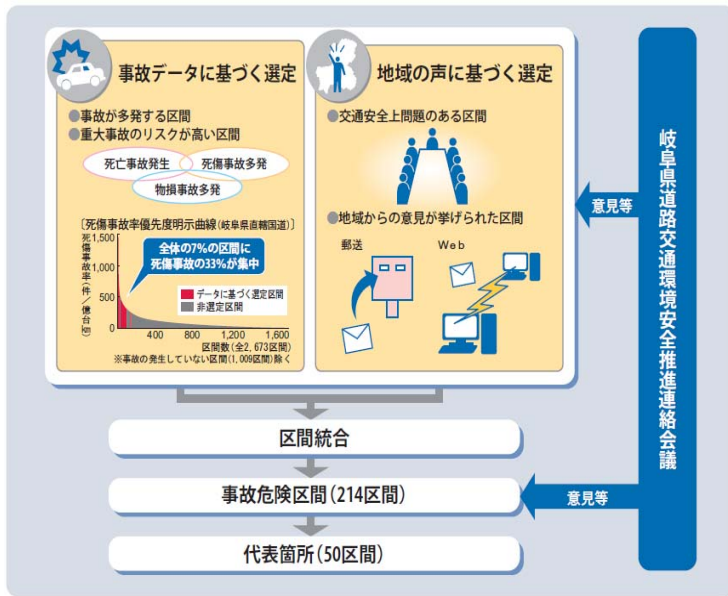 事故データに基づく選定
●事故が多発する区間
●重大事故のリスクが高い区間
死亡事故発生
死傷事故多発
物損事故多発
［死傷事故率優先度明示曲線（岐阜県直轄国道）］
死傷事故率（件／億台㌔）
1,500
1,000
500
0
全体の7%の区間に
死傷事故の33%が集中
データに基づく選定区間
非選定区間
400
800
1,200
1,600
区間数（全2,673区間）
※事故の発生していない区間（1,009区間）除く
地域の声に基づく選定
●交通安全上問題のある区間
●地域からの意見が挙げられた区間
郵送
Web
意見等
岐阜県道路交通環境安全推進連絡会議
区間統合
事故危険区間（214区間）
意見等
代表箇所（50区間）